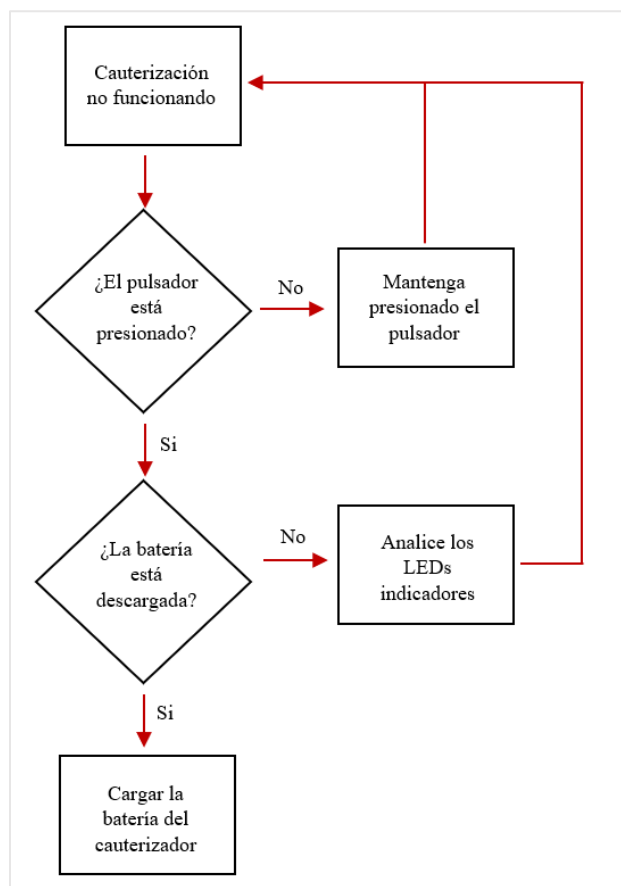 Cauterización
no funcionando
¿El pulsador
está
presionado?
No
Mantenga
presionado el
pulsador
Si
¿La batería
está
descargada?
No
Analice los
LEDs
indicadores
Si
Cargar la
batería del
cauterizador